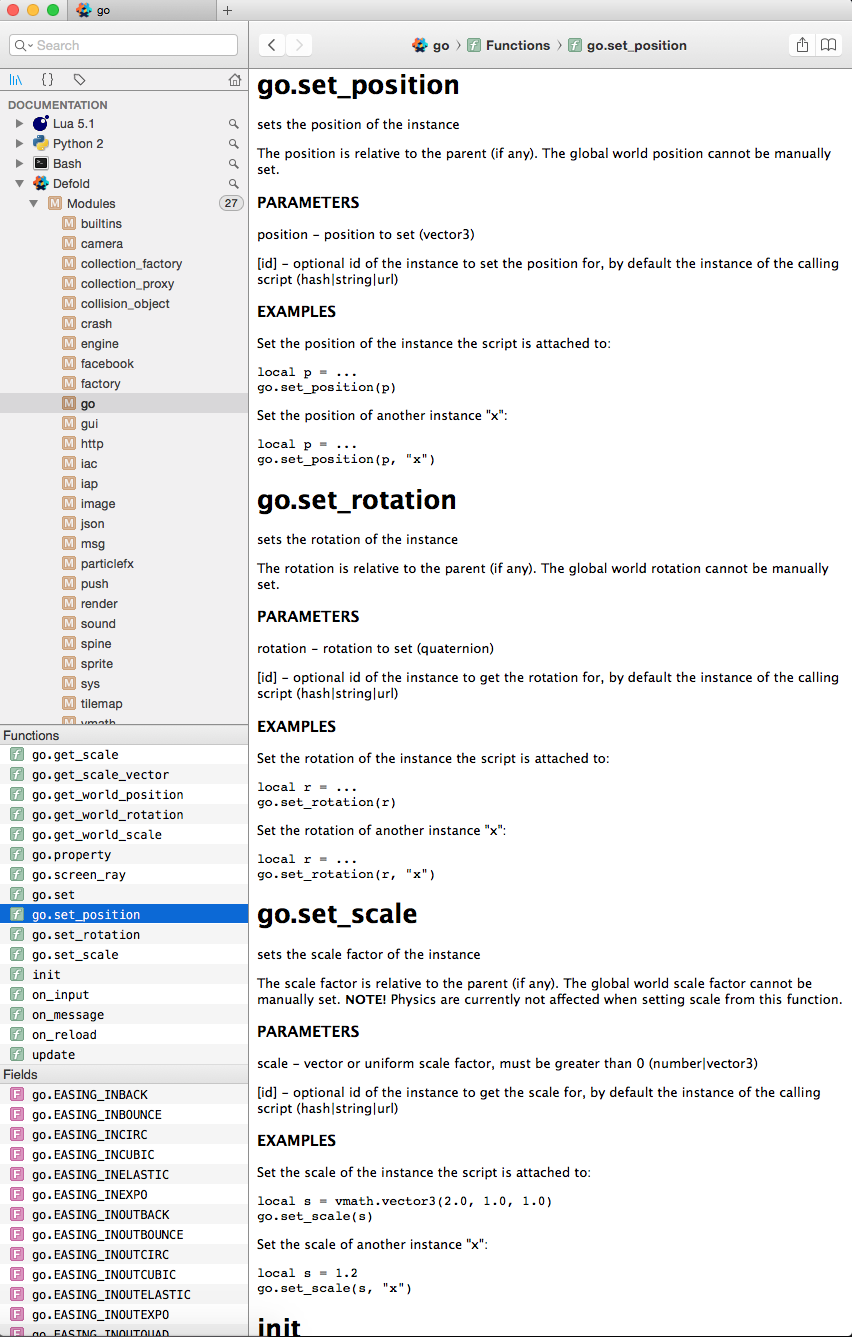 go
Search
go
Functions
go.set_position
DOCUMENTATION
Lua 5.1
Python 2
Bash
Defold
Modules 27
M builtins
M camera
M collection_factory
M collection_proxy
M collision_object
M crash
M engine
M facebook
M factory
M go
M gui
M http
M iac
M iap
M image
M json
M msg
M particlefx
M push
M render
M sound
M spine
M sprite
M sys
M tilemap
M vmath
Functions
f go.get_scale
f go.get_scale_vector
f go.get_world_position
f go.get_world_rotation
f go.get_world_scale
f go.property
f go.screen_ray
f go.set
f go.set_position
f go.set_rotation
f go.set_scale
f init
f on_input
f on_message
f on_reload
f update
Fields
F go.EASING_INBACK
F go.EASING_INBOUNCE
F go.EASING_INCIRC
F go.EASING_INCUBIC
F go.EASING_INELASTIC
F go.EASING_INEXPO
F go.EASING_INOUTBACK
F go.EASING_INOUTBOUNCE
F go.EASING_INOUTCIRC
F go.EASING_INOUTCUBIC
F go.EASING_INOUTELASTIC
F go.EASING_INOUTEXPO
F go.EASING_INOUTQUAD
go.set_position
sets the position of the instance
The position is relative to the parent (if any). The global world position cannot be manually
set.
PARAMETERS
position – position to set (vector3)
[id] – optional id of the instance to set the position for, by default the instance of the calling
script (hash|string|url)
EXAMPLES
Set the position of the instance the script is attached to:
local p = ...
go.set_position(p)
Set the position of another instance "x":
local p = ...
go.set_position(p, "x")
go.set_rotation
sets the rotation of the instance
The rotation is relative to the parent (if any). The global world rotation cannot be manually
set.
PARAMETERS
rotation – rotation to set (quaternion)
[id] – optional id of the instance to get the rotation for, by default the instance of the calling
script (hash|string|url)
EXAMPLES
Set the rotation of the instance the script is attached to:
local r = ...
go.set_rotation(r)
Set the rotation of another instance "x":
local r = ...
go.set_rotation(r, "x")
go.set_scale
sets the scale factor of the instance
The scale factor is relative to the parent (if any). The global world scale factor cannot be
manually set. NOTE! Physics are currently not affected when setting scale from this function.
PARAMETERS
scale – vector or uniform scale factor, must be greater than 0 (number|vector3)
[id] – optional id of the instance to get the scale for, by default the instance of the calling
script (hash|string|url)
EXAMPLES
Set the scale of the instance the script is attached to:
local s = vmath.vector3(2.0, 1.0, 1.0)
go.set_scale(s)
Set the scale of another instance "x":
local s = 1.2
go.set_scale(s, "x")
init